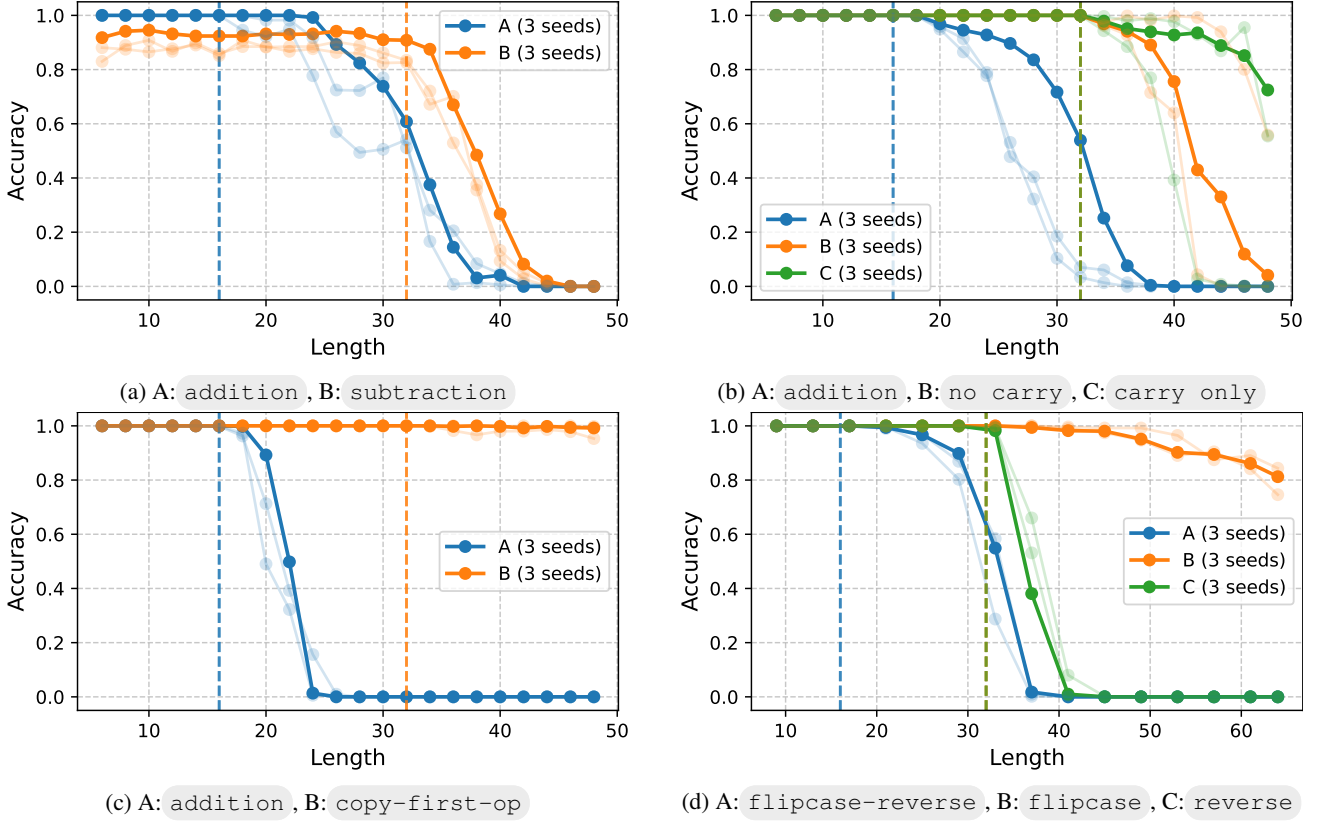 1.0
0.8
0.6
0.4
0.2
0.0
Accuracy
A (3 seeds)
B (3 seeds)
10
20
30
40
50
Length
(a) A: addition, B: subtraction
1.0
0.8
0.6
0.4
0.2
0.0
Accuracy
A (3 seeds)
B (3 seeds)
C (3 seeds)
10
20
30
40
50
Length
(b) A: addition, B: no carry, C: carry only
1.0
0.8
0.6
0.4
0.2
0.0
Accuracy
A (3 seeds)
B (3 seeds)
10
20
30
40
50
Length
(c) A: addition, B: copy-first-op
1.0
0.8
0.6
0.4
0.2
0.0
Accuracy
A (3 seeds)
B (3 seeds)
C (3 seeds)
10
20
30
40
50
60
Length
(d) A: flipcase-reverse, B: flipcase, C: reverse